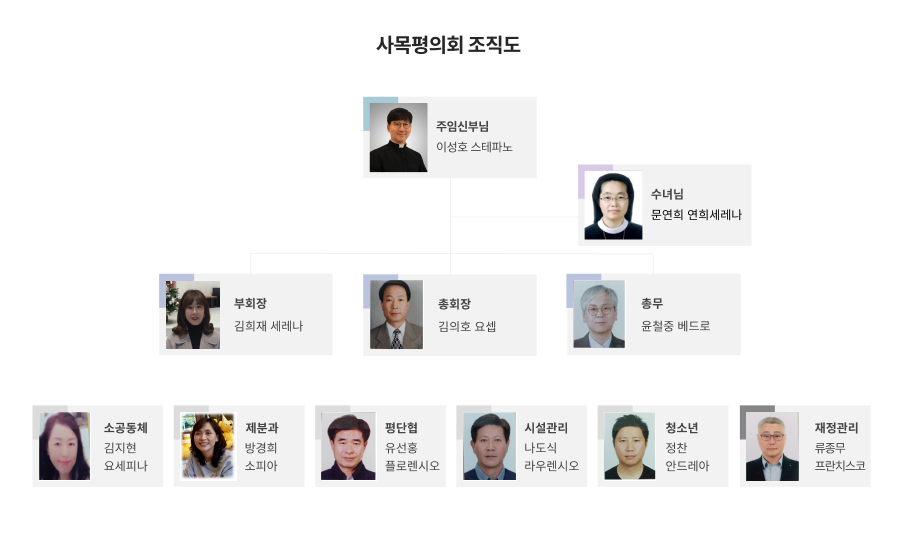 사목평의회 조직도
주임신부님
이성호 스테파노
수녀님
문연희 연희세레나
부회장
김희재 세레나
총회장
김의호 요셉
총무
윤철중 베드로
소공동체
김지현
요세피나
제분과
방경희
소피아
평단협
유선홍
플로렌시오
시설관리
나도식
라우렌시오
청소년
정찬
안드레아
재정관리
류종무
프란치스코